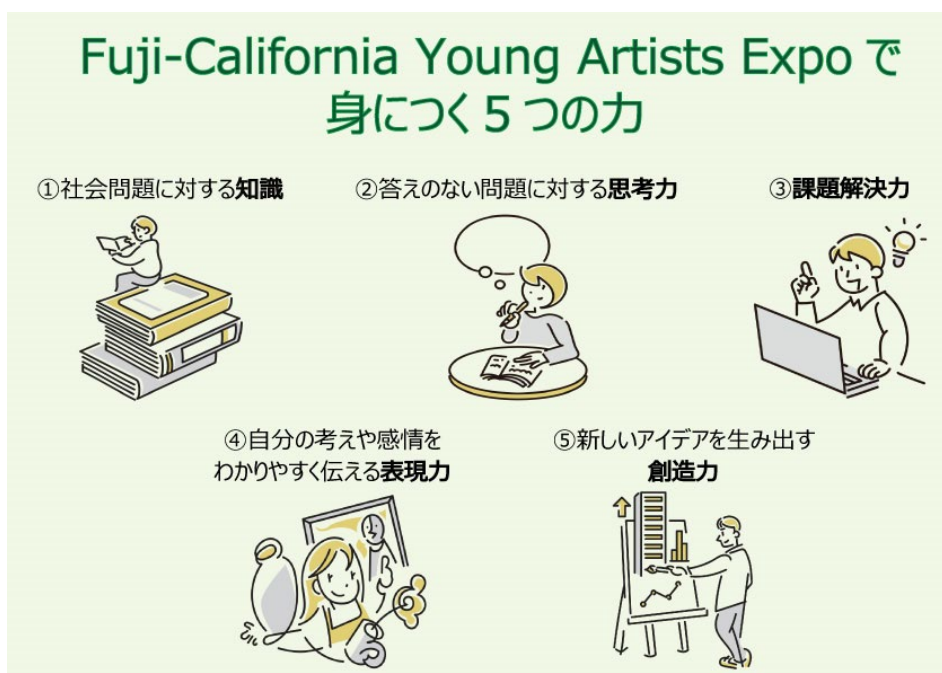 Fuji-California Young Artists Expo で
身につく5つの力
①社会問題に対する知識
②答えのない問題に対する思考力
③課題解決力
④自分の考えや感情を
わかりやすく伝える表現力
⑤新しいアイデアを生み出す
創造力